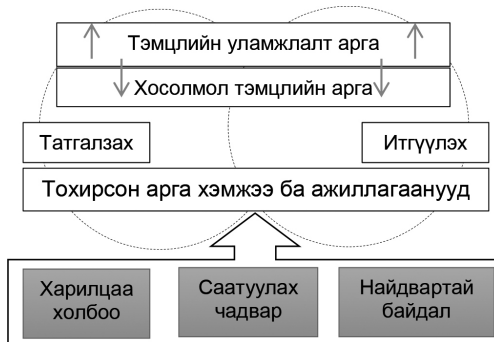 Тэмцлийн уламжлалт арга
Хосолмол тэмцлийн арга
Татгалзах
Итгүүлэх
Тохирсон арга хэмжээ ба ажиллагаанууд
Харилцаа
холбоо
Саатуулах
чадвар
Найдвартай
байдал